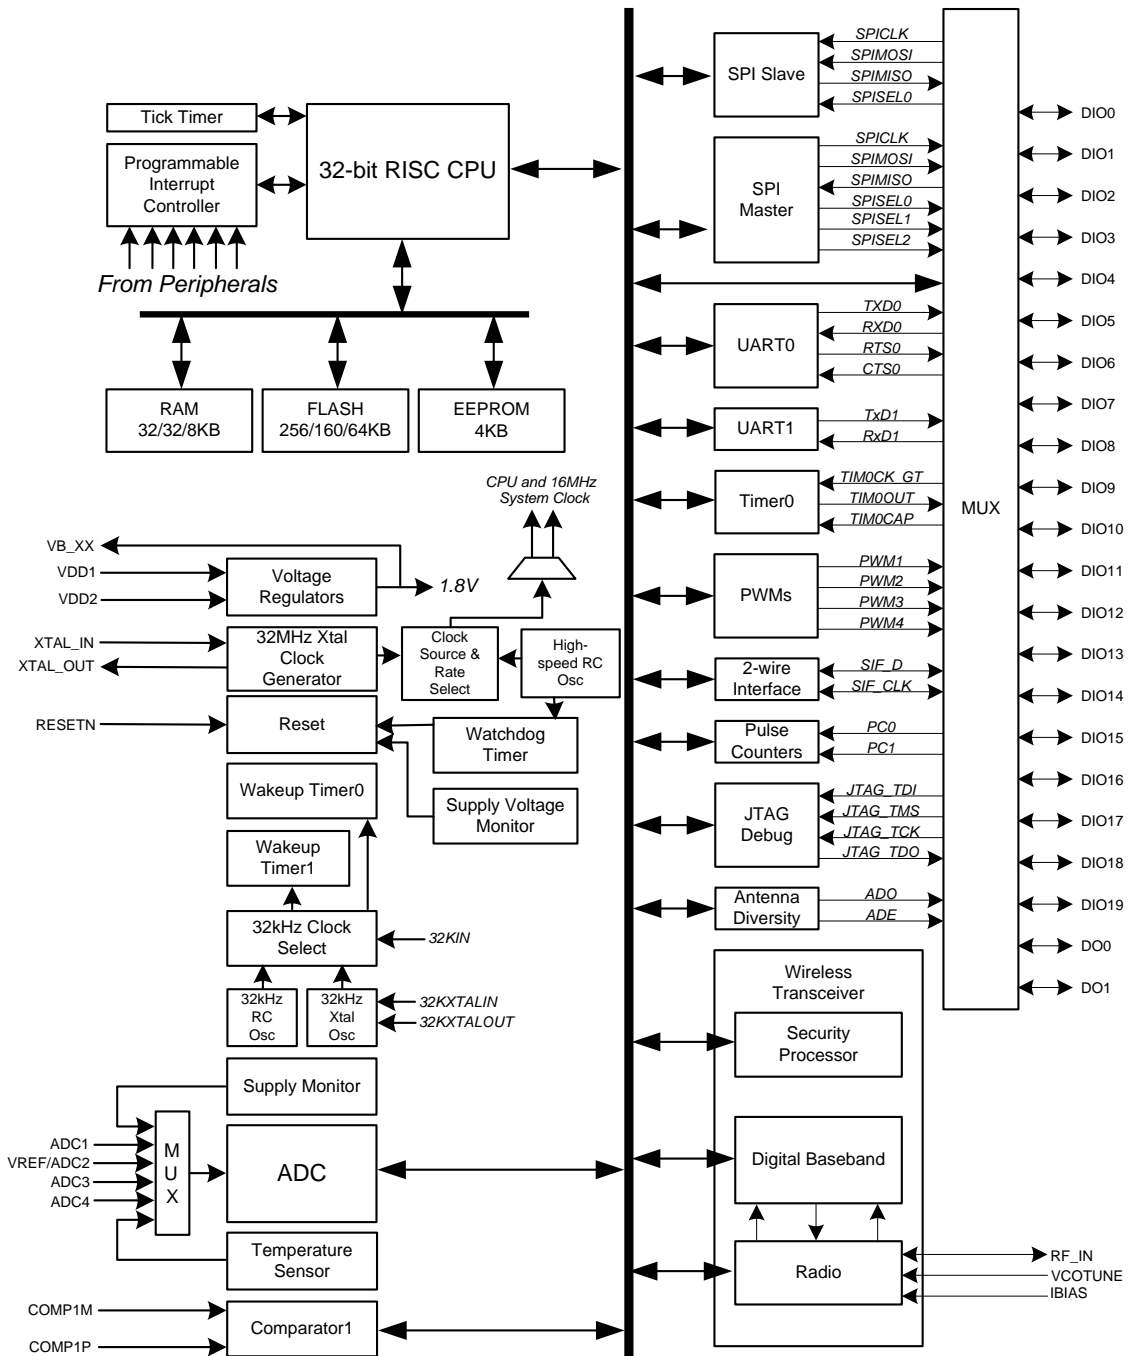 Tick Timer
Programmable
Interrupt
Controller
From Peripherals
32-bit RISC CPU
RAM
32/32/8KB
FLASH
256/160/64KB
EEPROM
4KB
CPU and 16MHz
System Clock
VB_XX
VDD1
VDD2
Voltage
Regulators
1.8V
XTAL_IN
XTAL_OUT
32MHz Xtal
Clock
Generator
Clock
Source &
Rate
Select
High-
speed RC
Osc
RESETN
Reset
Watchdog
Timer
Wakeup Timer0
Supply Voltage
Monitor
Wakeup
Timer1
32kHz Clock
Select
32KIN
32kHz
RC
Osc
32kHz
Xtal
Osc
32KXTALIN
32KXTALOUT
Supply Monitor
ADC1
VREF/ADC2
ADC3
ADC4
M
U
X
ADC
Temperature
Sensor
COMP1M
COMP1P
Comparator1
SPI Slave
SPICLK
SPIMOSI
SPIMISO
SPISEL0
SPI
Master
SPICLK
SPIMOSI
SPIMISO
SPISEL0
SPISEL1
SPISEL2
UART0
TXD0
RXD0
RTS0
CTS0
UART1
TxD1
RxD1
Timer0
TIM0CK_GT
TIM0OUT
TIM0CAP
PWMs
PWM1
PWM2
PWM3
PWM4
2-wire
Interface
SIF_D
SIF_CLK
Pulse
Counters
PC0
PC1
JTAG
Debug
JTAG_TDI
JTAG_TMS
JTAG_TCK
JTAG_TDO
Antenna
Diversity
ADO
ADE
Wireless
Transceiver
Security
Processor
Digital Baseband
Radio
RF_IN
VCOTUNE
IBIAS
MUX
DIO0
DIO1
DIO2
DIO3
DIO4
DIO5
DIO6
DIO7
DIO8
DIO9
DIO10
DIO11
DIO12
DIO13
DIO14
DIO15
DIO16
DIO17
DIO18
DIO19
DO0
DO1